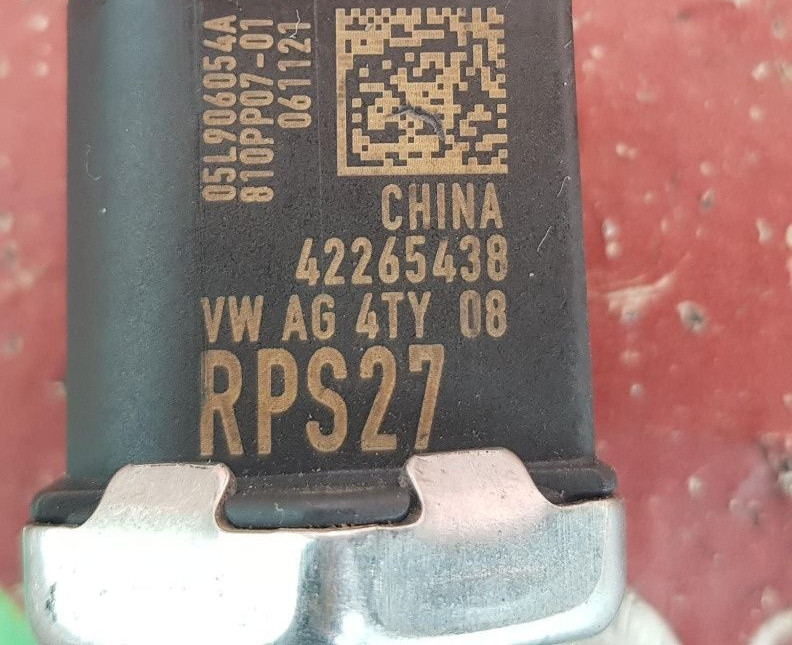 05L906054A
810PP07-01
061121
CHINA
42265438
VW AG 4TY 08
RPS27